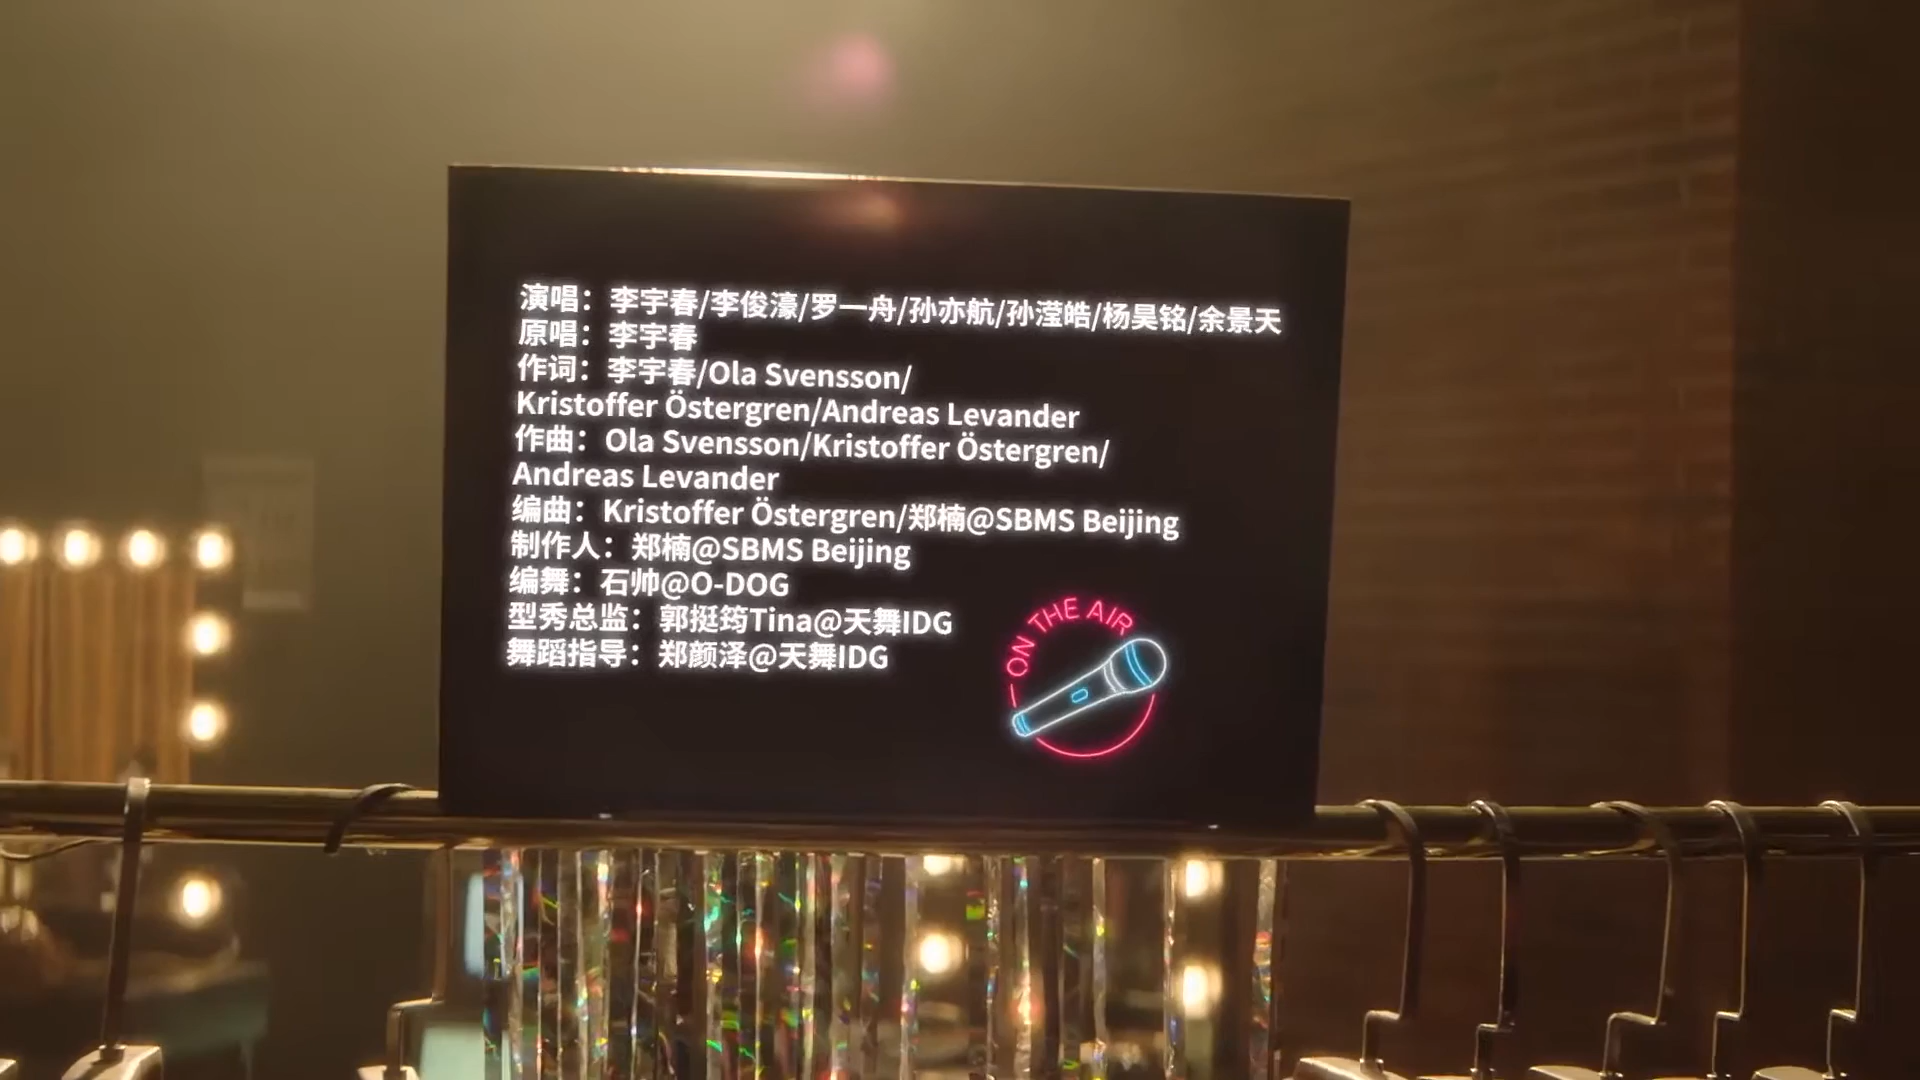 演唱：李宇春/李俊濠/罗一舟/孙亦航/孙滢皓/杨昊铭/余景天
原唱：李宇春
作词：李宇春/Ola Svensson/
Kristoffer Östergren/Andreas Levander
作曲：Ola Svensson/Kristoffer Östergren/
Andreas Levander
编曲：Kristoffer Östergren/郑楠@SBMS Beijing
制作人：郑楠@SBMS Beijing
编舞：石帅@O-DOG
型秀总监：郭挺筠Tina@天舞IDG
舞蹈指导：郑颜泽@天舞IDG
ON THE AIR